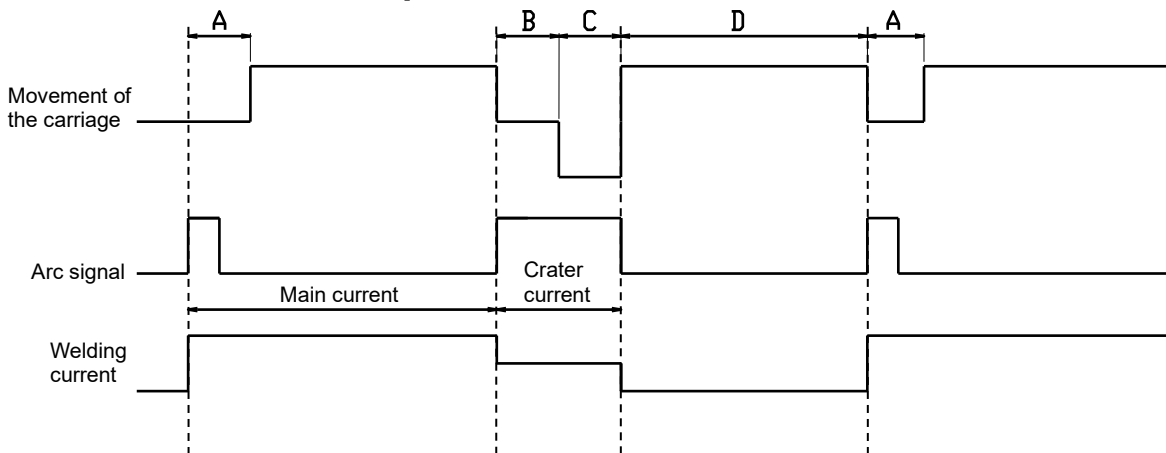 A B C D A
Movement of
the carriage
Arc signal
Main current
Crater
current
Welding
current